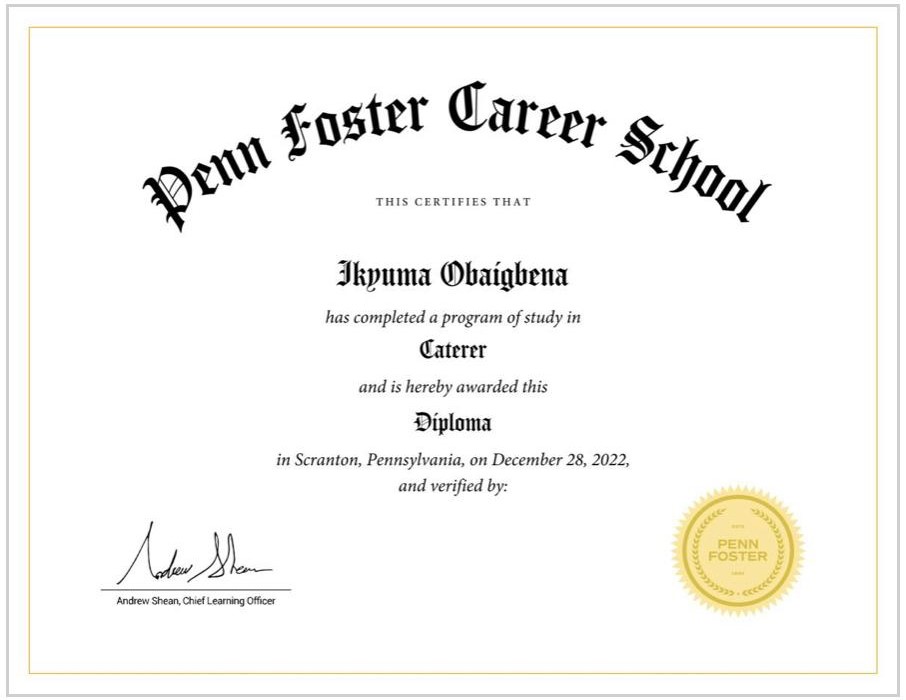 Penn Foster Career School
THIS CERTIFIES THAT
Ikyuma Obaigbena
has completed a program of study in
Caterer
and is hereby awarded this
Diploma
in Scranton, Pennsylvania, on December 28, 2022,
and verified by:
Andrew Shean
Andrew Shean, Chief Learning Officer
PENN
FOSTER